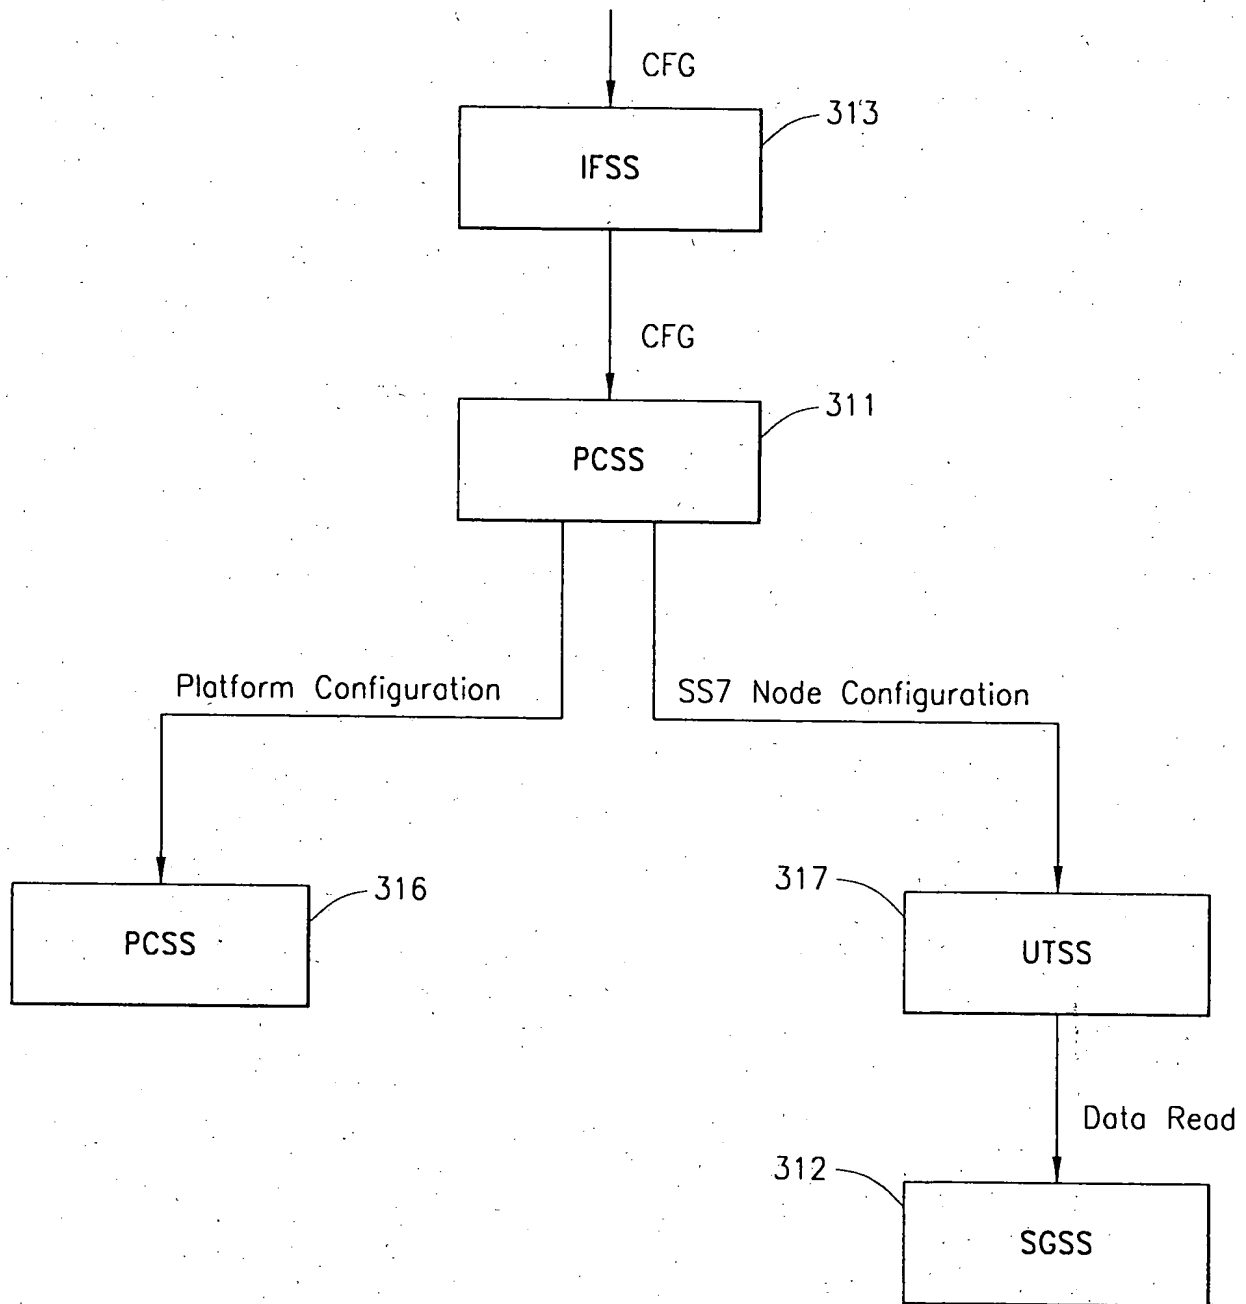 CFG
313
IFSS
CFG
311
PCSS
Platform Configuration
SS7 Node Configuration
316
PCSS
317
UTSS
Data Read
312
SGSS